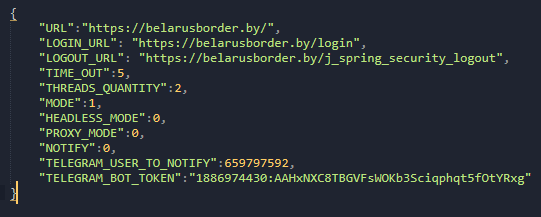 {
"URL":"https://belarusborder.by/",
"LOGIN_URL": "https://belarusborder.by/login",
"LOGOUT_URL": "https://belarusborder.by/j_spring_security_logout",
"TIME_OUT":5,
"THREADS_QUANTITY":2,
"MODE":1,
"HEADLESS_MODE":0,
"PROXY_MODE":0,
"NOTIFY":0,
"TELEGRAM_USER_TO_NOTIFY":659797592,
"TELEGRAM_BOT_TOKEN":"1886974430:AAHxNXC8TBGVFsWOKb3Sciqphqt5fOtYRxg"
}